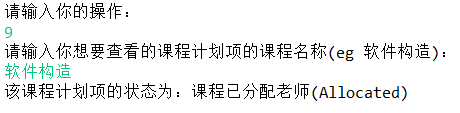 请输入你的操作：
9
请输入你想要查看的课程计划项的课程名称(eg 软件构造)：
软件构造
该课程计划项的状态为：课程已分配老师(Allocated)